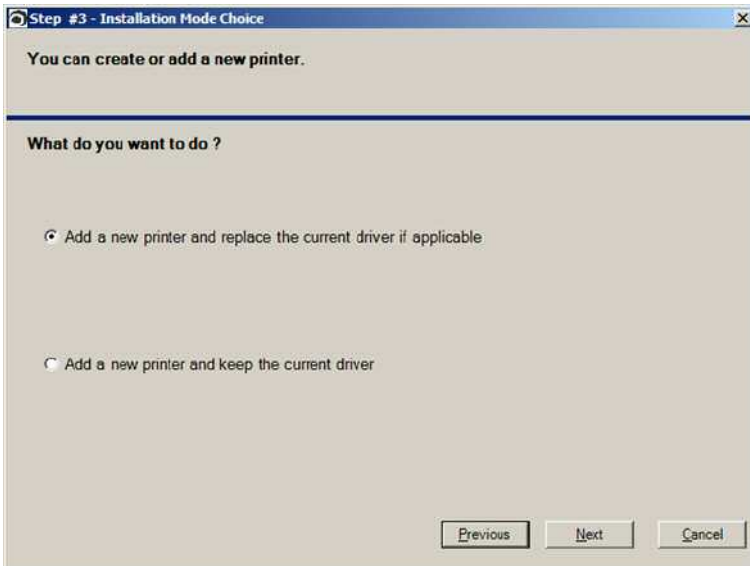 Step #3 - Installation Mode Choice
You can create or add a new printer.
What do you want to do ?
Add a new printer and replace the current driver if applicable
Add a new printer and keep the current driver
Previous Next Cancel